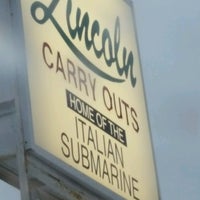 Lincoln
CARRY OUTS
HOME OF THE
ITALIAN
SUBMARINE